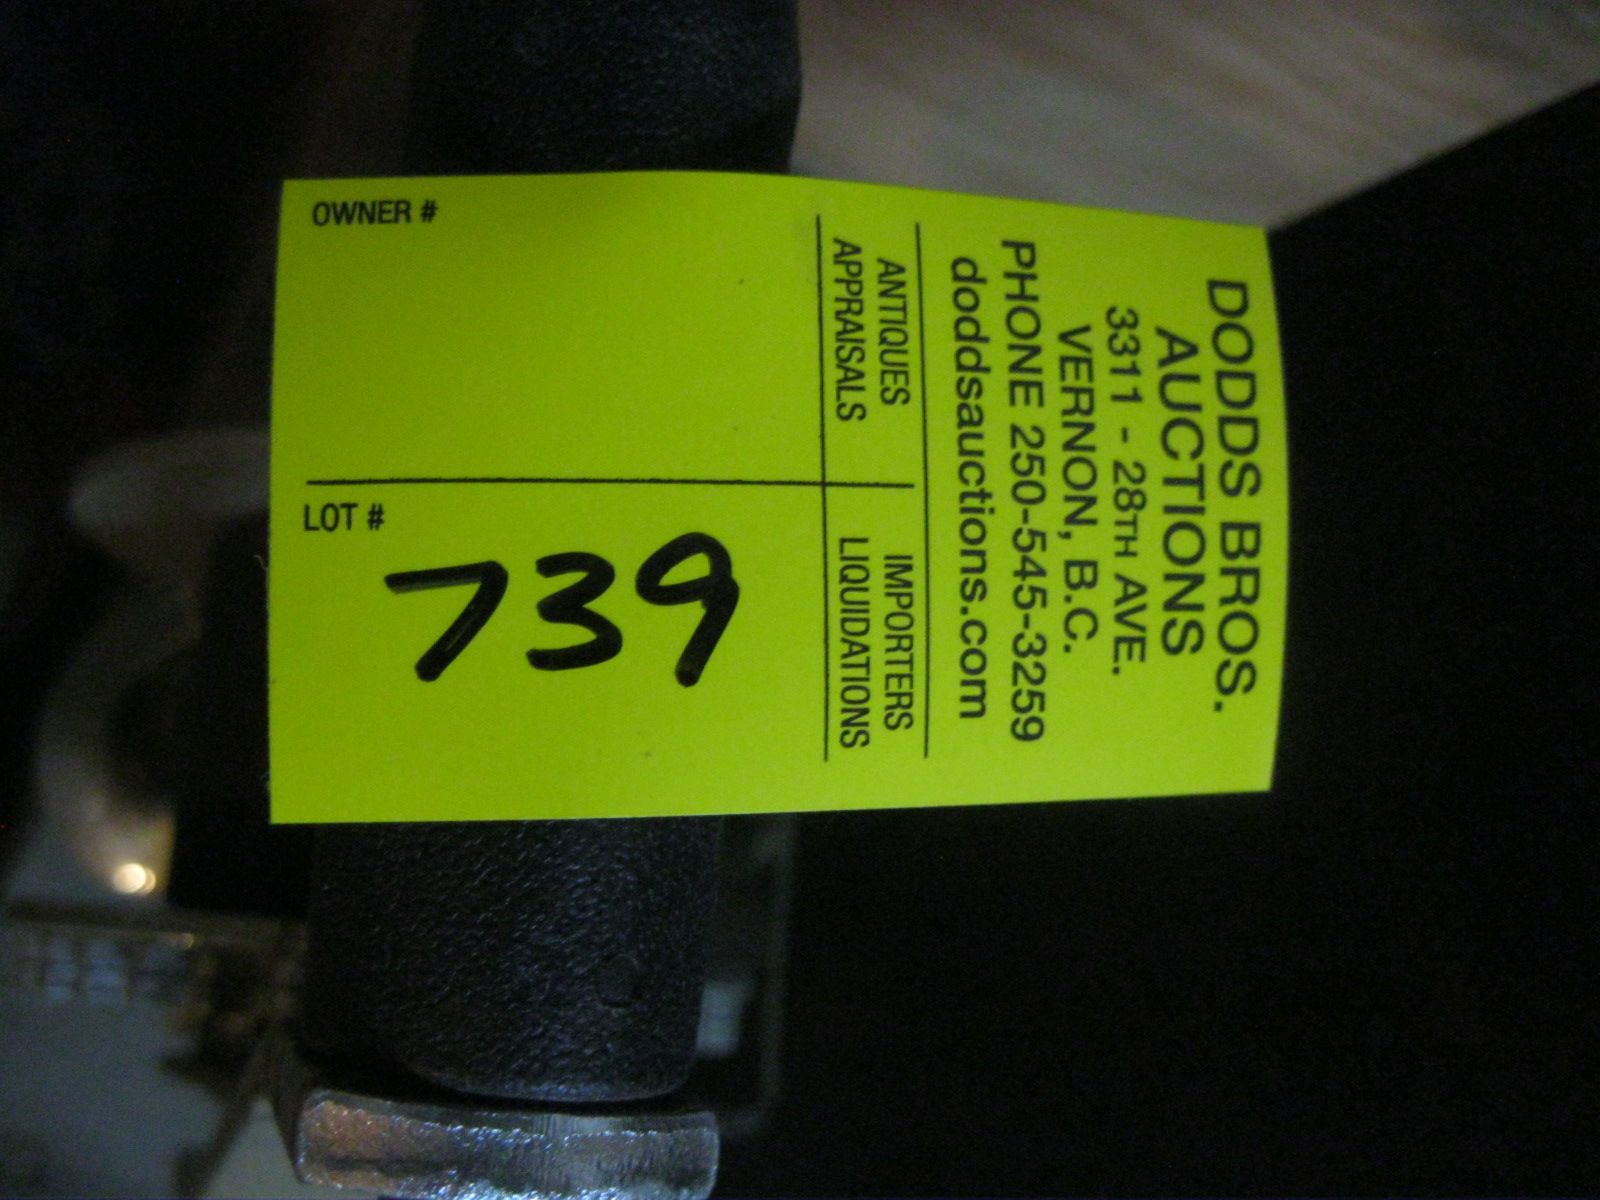 DODDS BROS.
AUCTIONS
3311 - 28TH AVE.
VERNON, B.C.
PHONE 250-545-3259
doddsauctions.com
ANTIQUES
APPRAISALS
IMPORTERS
LIQUIDATIONS
OWNER #
LOT #
739